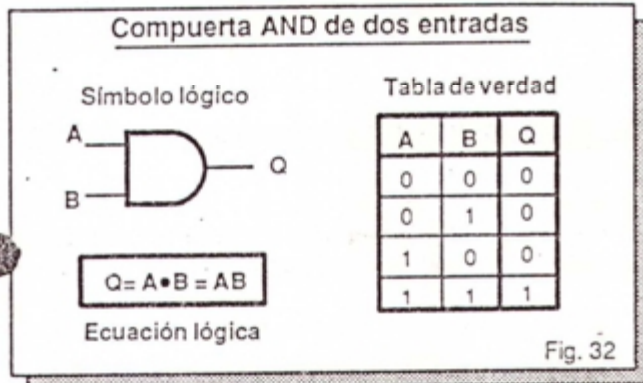 Compuerta AND de dos entradas
Símbolo lógico
A
B
Q
Q= A•B = AB
Ecuación lógica
Tabla de verdad
A B Q
0 0 0
0 1 0
1 0 0
1 1 1
Fig. 32